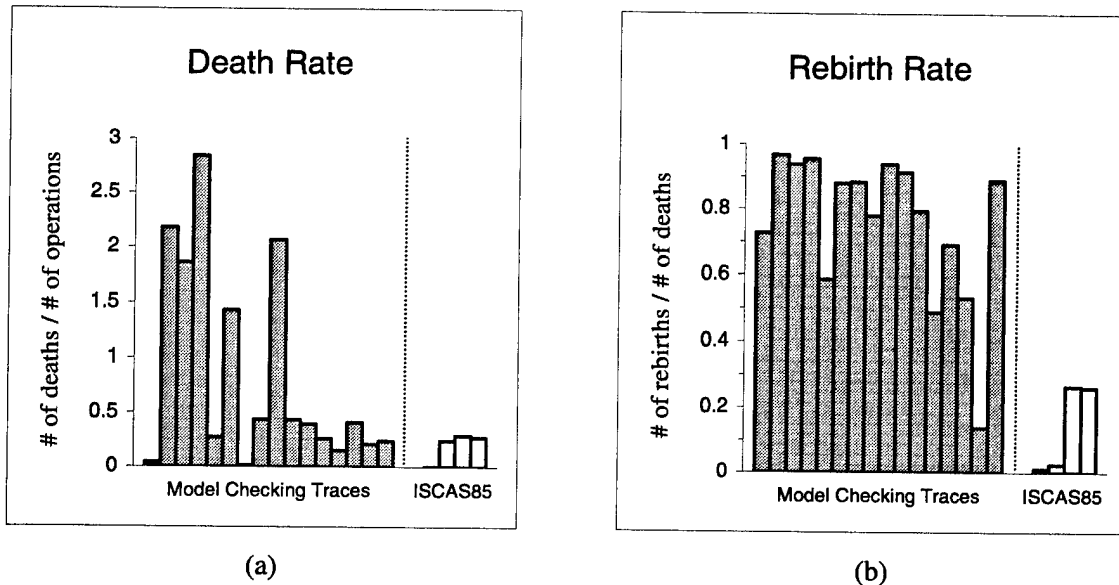 Death Rate
# of deaths / # of operations
3
2.5
2
1.5
1
0.5
0
Model Checking Traces
ISCAS85
(a)
Rebirth Rate
# of rebirths / # of deaths
1
0.8
0.6
0.4
0.2
0
Model Checking Traces
ISCAS85
(b)